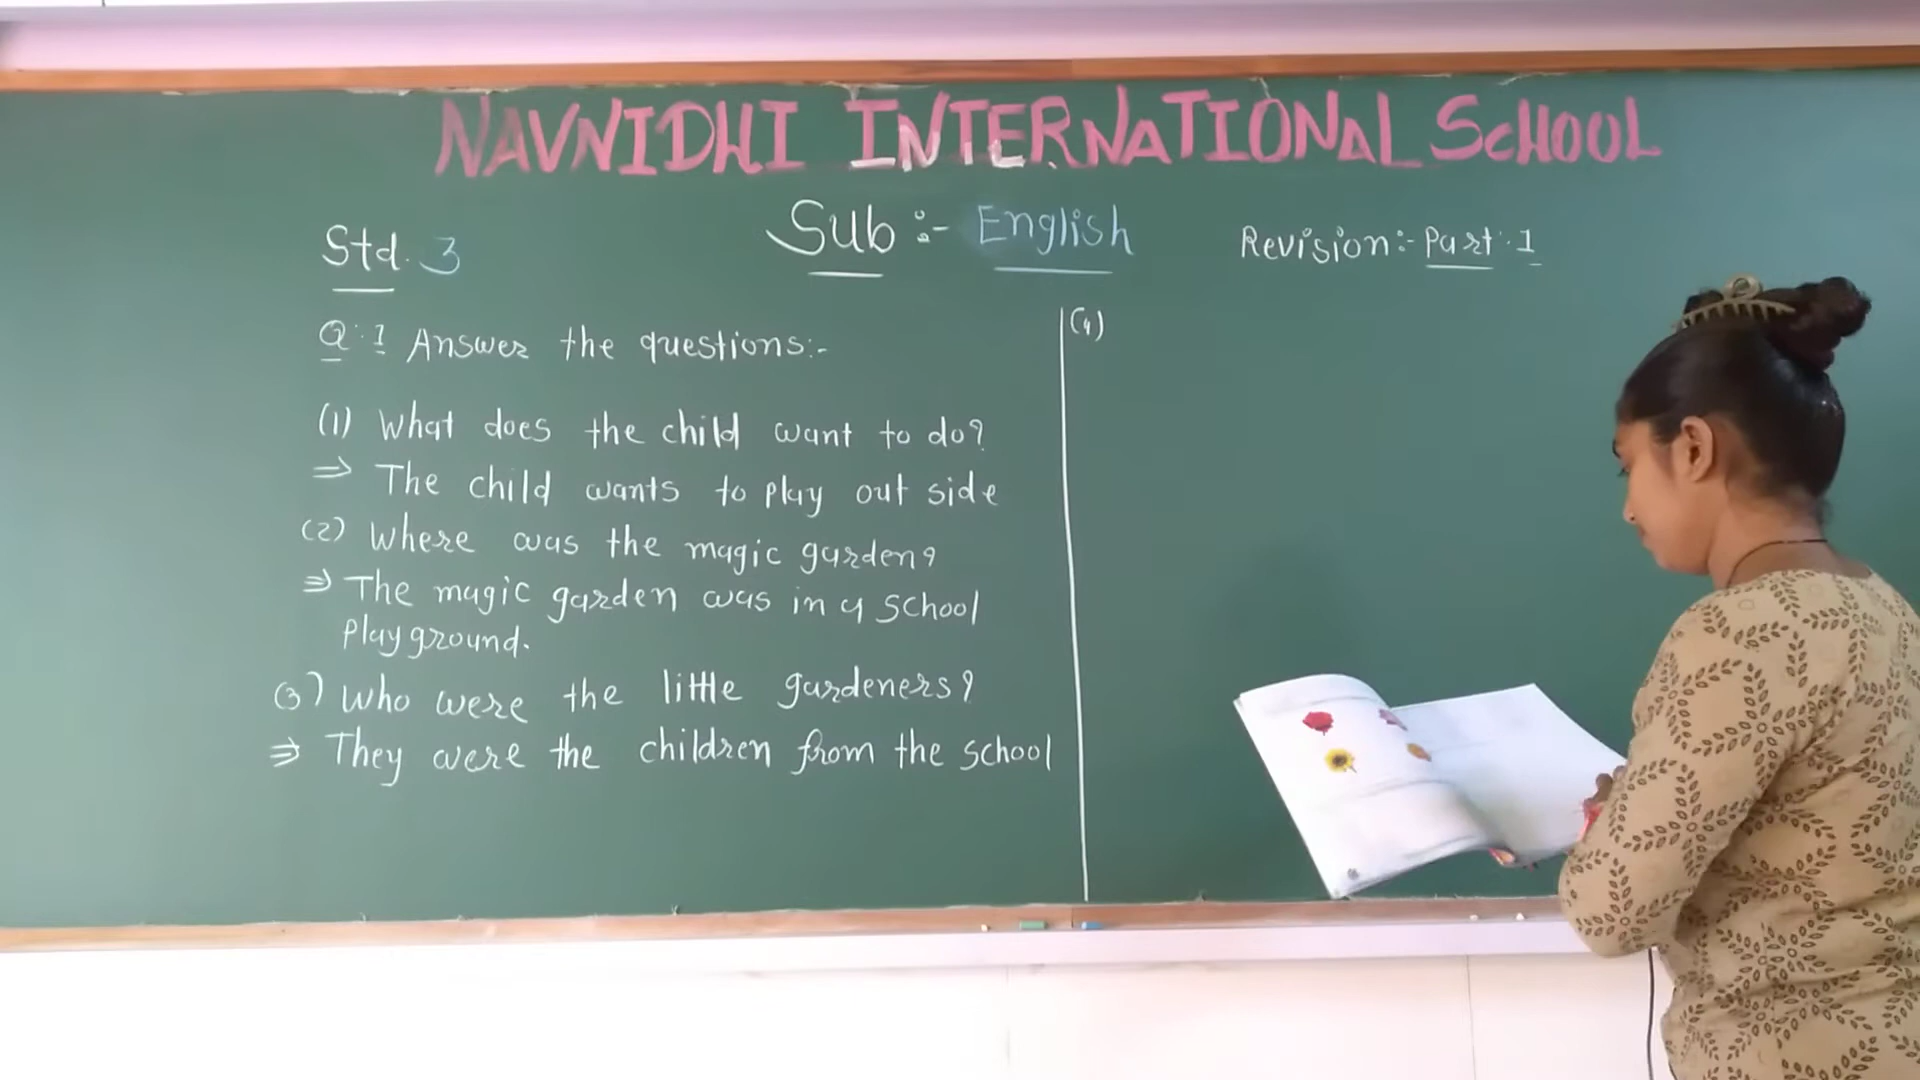 NAVNIDHI INTERNATIONAL SCHOOL
Std. 3
Sub :- English
Revision:- Part. 1
Q.1 Answer the questions:-
(1) What does the child want to do?
⇒ The child wants to play out side
(2) Where was the magic garden?
⇒ The magic garden was in a school
playground.
(3) Who were the little gardeners?
⇒ They were the children from the school
(4)